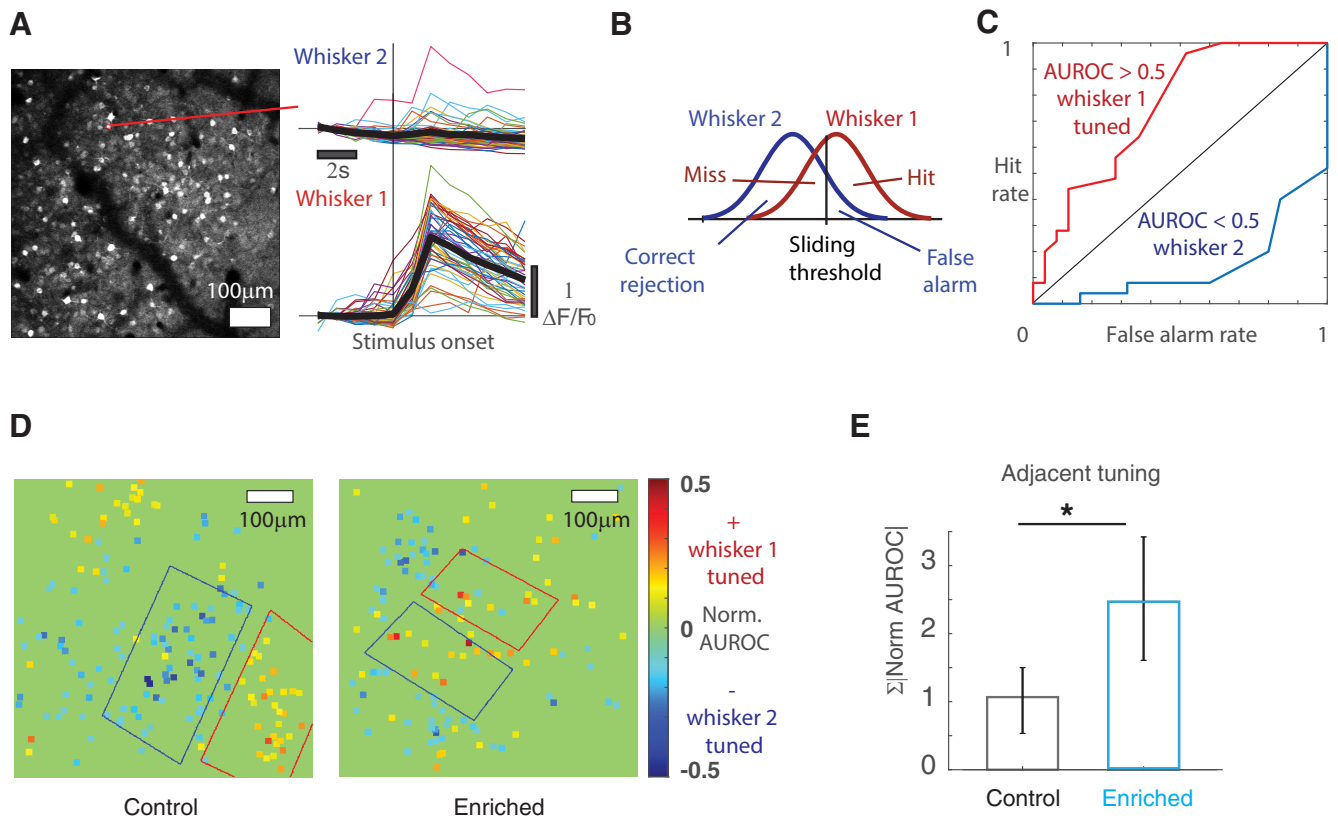 A
Whisker 2
2s
Whisker 1
100μm
1
ΔF/F0
Stimulus onset
B
Whisker 2
Whisker 1
Miss
Hit
Correct
rejection
Sliding
threshold
False
alarm
C
1
AUROC > 0.5
whisker 1
tuned
Hit
rate
AUROC < 0.5
whisker 2
0
False alarm rate
1
D
100μm
Control
100μm
Enriched
0.5
+
whisker 1
tuned
Norm.
0
AUROC
-
whisker 2
tuned
-0.5
E
Adjacent tuning
*
Σ|Norm AUROC|
3
2
1
0
Control
Enriched